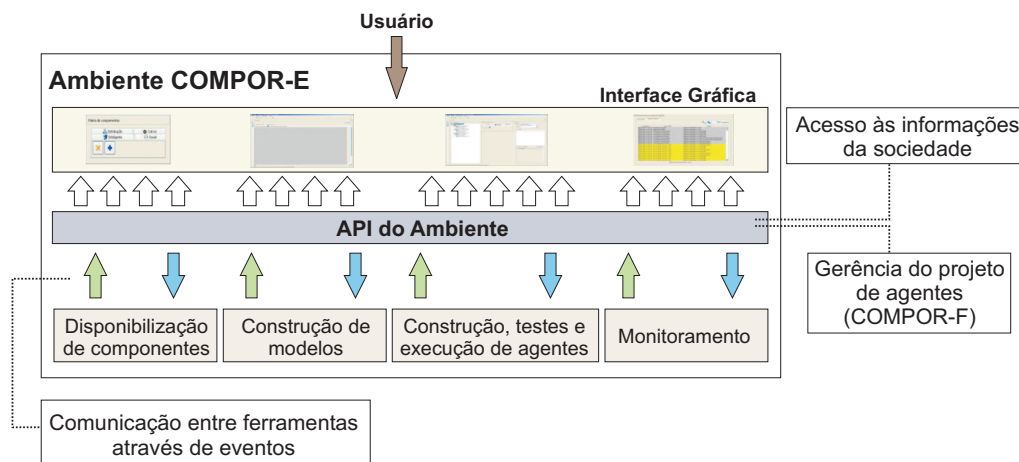 Usuário
Ambiente COMPOR-E
Interface Gráfica
Acesso às informações
da sociedade
API do Ambiente
Gerência do projeto
de agentes
(COMPOR-F)
Disponibilização
de componentes
Construção de
modelos
Construção, testes e
execução de agentes
Monitoramento
Comunicação entre ferramentas
através de eventos